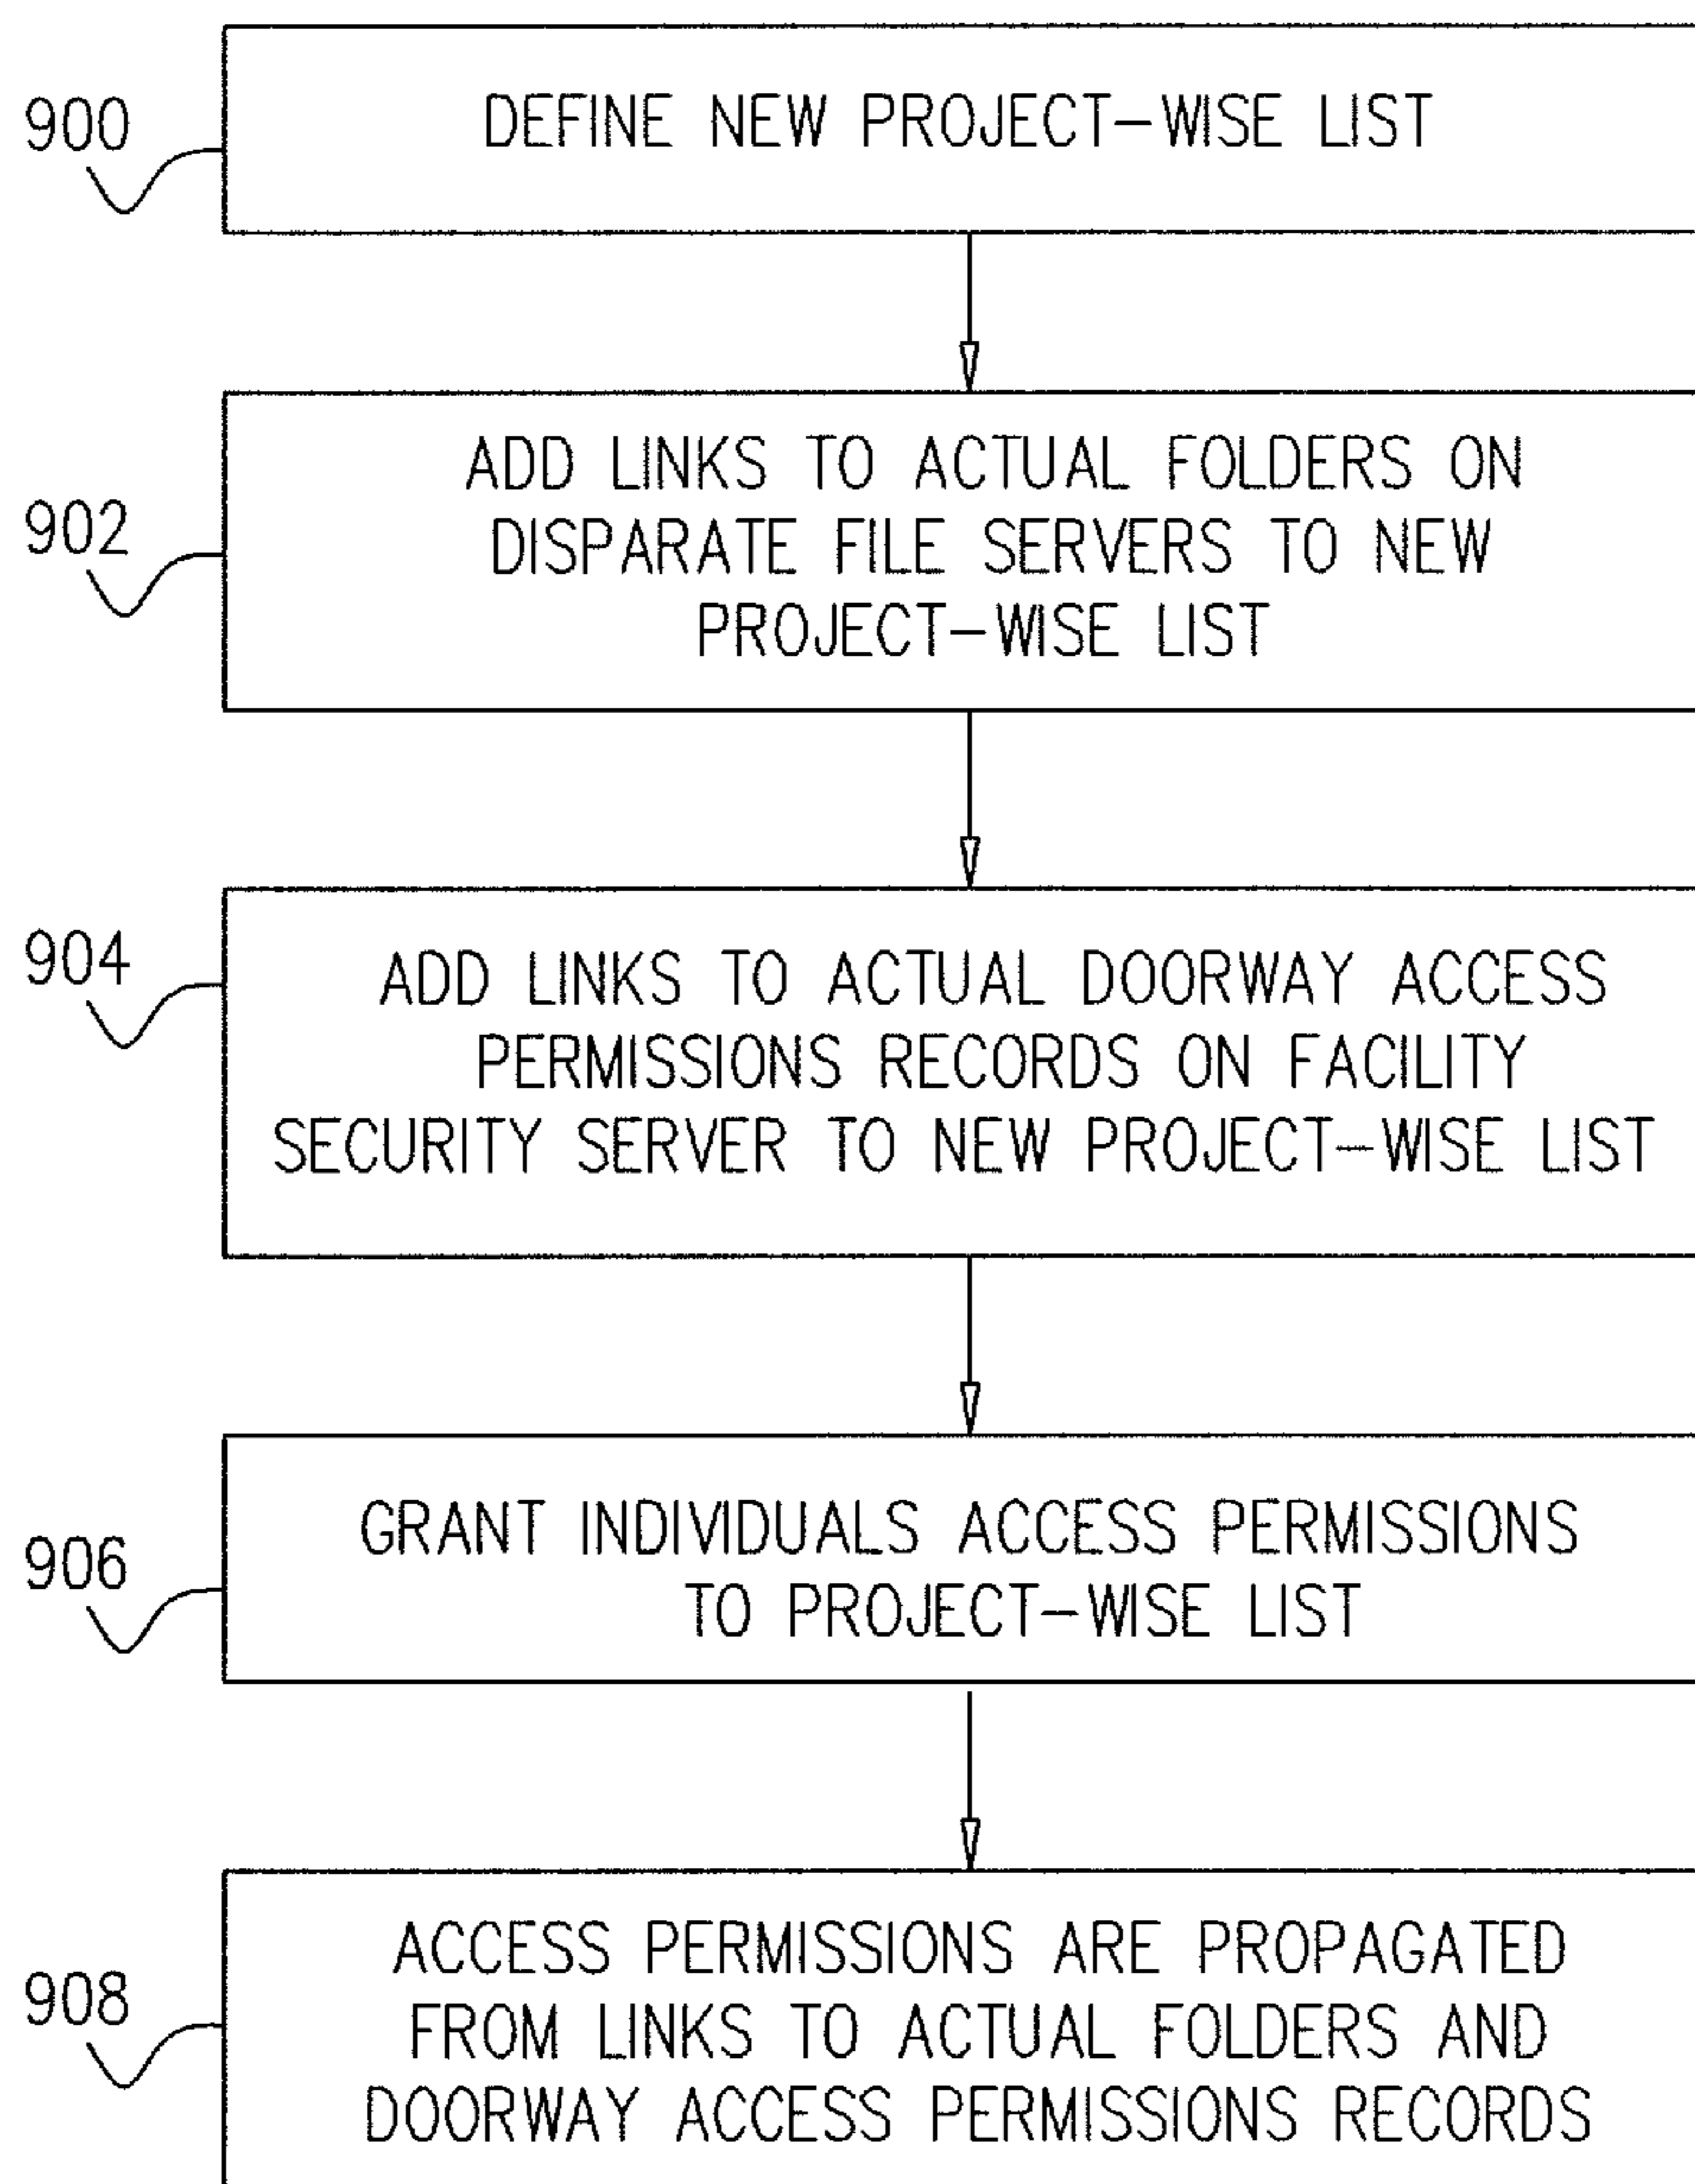 900
DEFINE NEW PROJECT–WISE LIST
902
ADD LINKS TO ACTUAL FOLDERS ON
DISPARATE FILE SERVERS TO NEW
PROJECT–WISE LIST
904
ADD LINKS TO ACTUAL DOORWAY ACCESS
PERMISSIONS RECORDS ON FACILITY
SECURITY SERVER TO NEW PROJECT–WISE LIST
906
GRANT INDIVIDUALS ACCESS PERMISSIONS
TO PROJECT–WISE LIST
908
ACCESS PERMISSIONS ARE PROPAGATED
FROM LINKS TO ACTUAL FOLDERS AND
DOORWAY ACCESS PERMISSIONS RECORDS